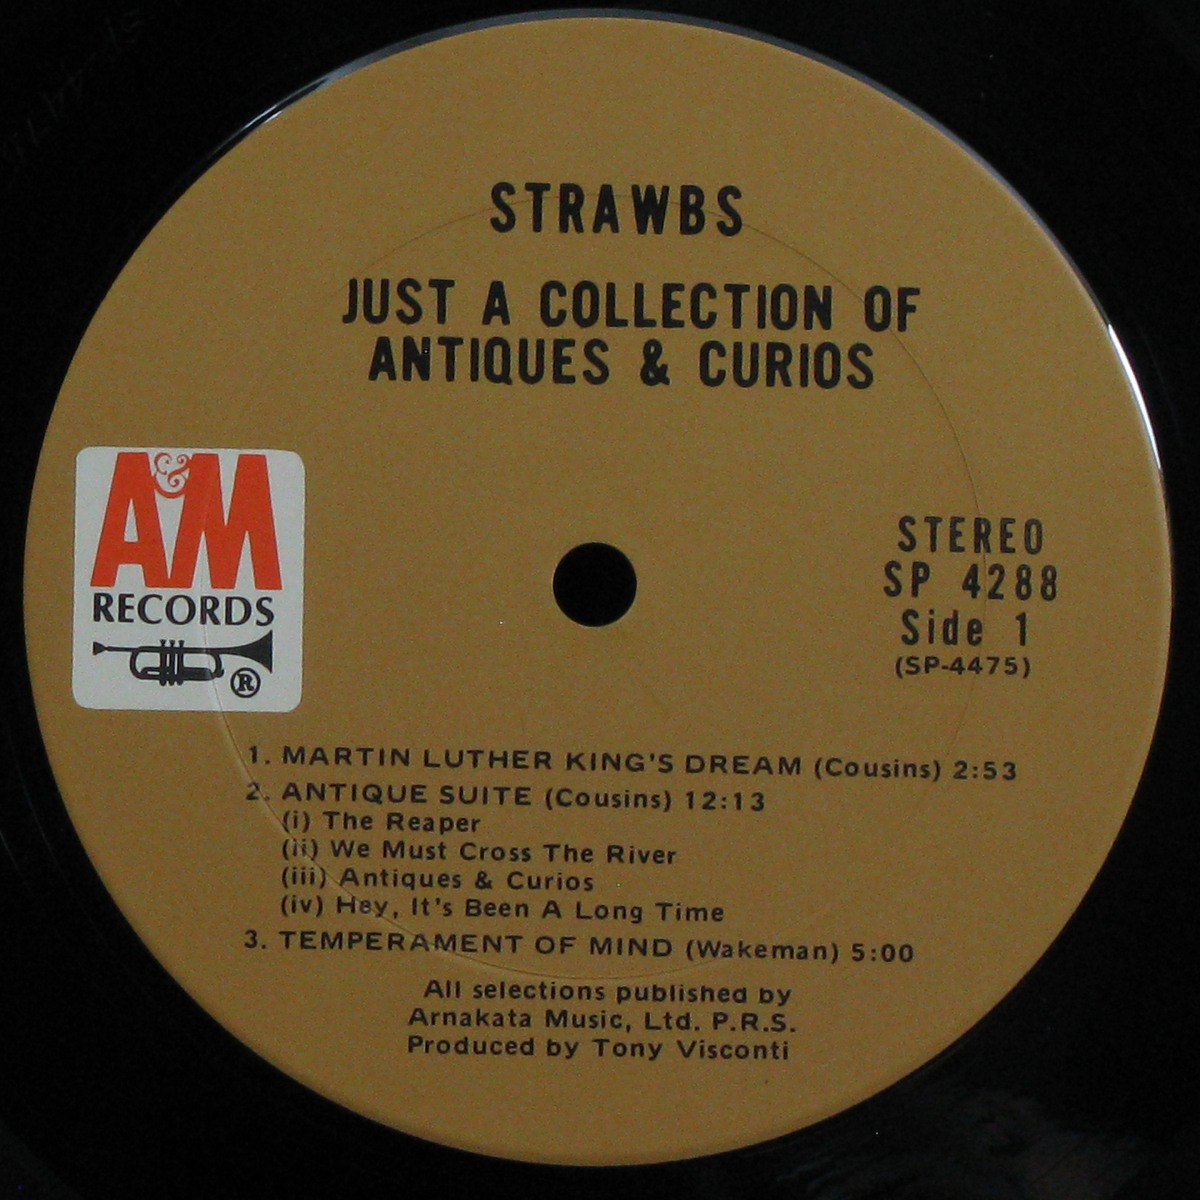 STRAWBS
JUST A COLLECTION OF
ANTIQUES & CURIOS
A&M
RECORDS
®
STEREO
SP 4288
Side 1
(SP-4475)
1. MARTIN LUTHER KING'S DREAM (Cousins) 2:53
2. ANTIQUE SUITE (Cousins) 12:13
(i) The Reaper
(ii) We Must Cross The River
(iii) Antiques & Curios
(iv) Hey, It's Been A Long Time
3. TEMPERAMENT OF MIND (Wakeman) 5:00
All selections published by
Arnakata Music, Ltd. P.R.S.
Produced by Tony Visconti